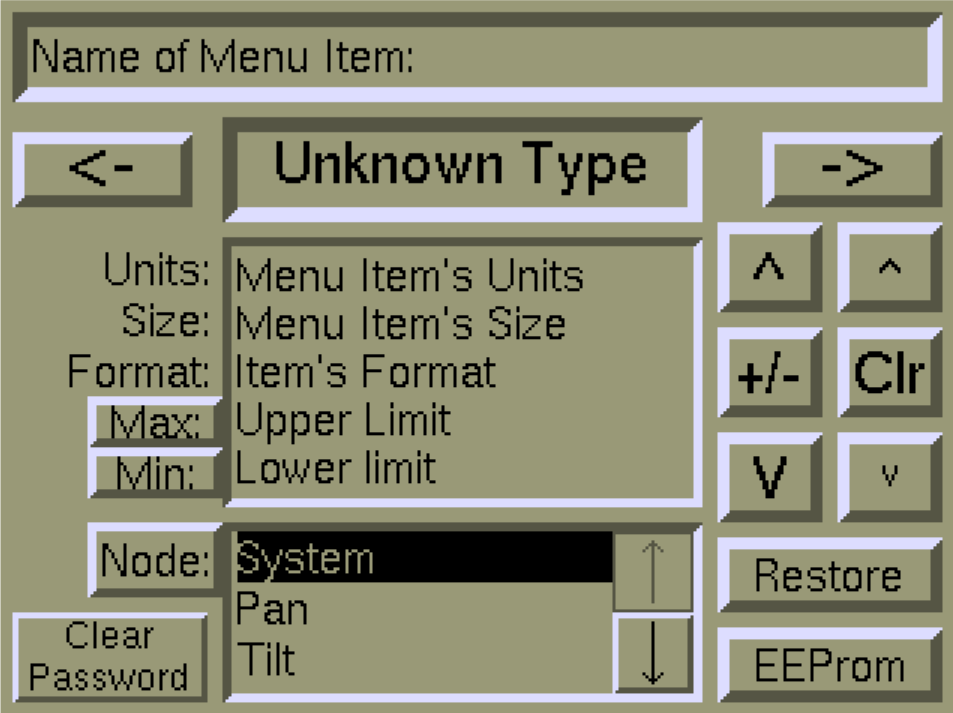 Name of Menu Item:
<-
Unknown Type
->
Units: Menu Item's Units
Size: Menu Item's Size
Format: Item's Format
Max: Upper Limit
Min: Lower limit
^ ^
+/- Clr
V v
Node: System
Pan
Tilt
↑
↓
Clear
Password
Restore
EEProm